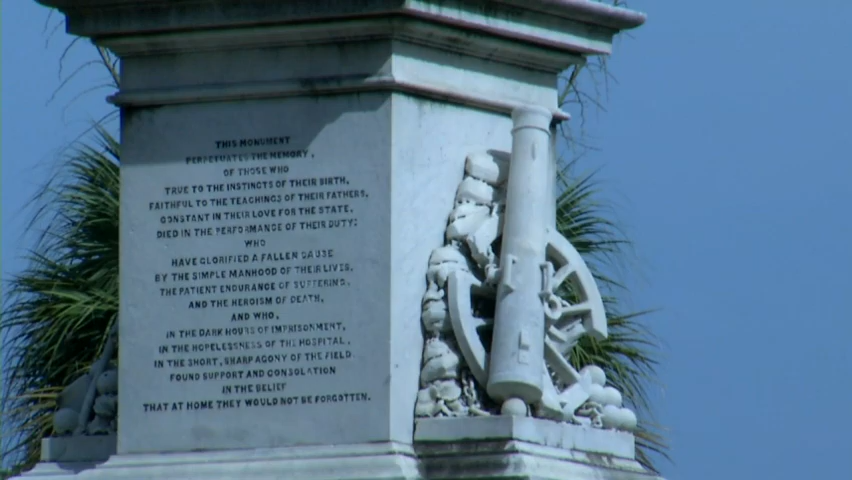 THIS MONUMENT
PERPETUATES THE MEMORY,
OF THOSE WHO
TRUE TO THE INSTINCTS OF THEIR BIRTH,
FAITHFUL TO THE TEACHINGS OF THEIR FATHERS,
CONSTANT IN THEIR LOVE FOR THE STATE,
DIED IN THE PERFORMANCE OF THEIR DUTY:
WHO
HAVE GLORIFIED A FALLEN CAUSE
BY THE SIMPLE MANHOOD OF THEIR LIVES,
THE PATIENT ENDURANCE OF SUFFERING,
AND THE HEROISM OF DEATH,
AND WHO,
IN THE DARK HOURS OF IMPRISONMENT,
IN THE HOPELESSNESS OF THE HOSPITAL,
IN THE SHORT, SHARP AGONY OF THE FIELD
FOUND SUPPORT AND CONSOLATION
IN THE BELIEF
THAT AT HOME THEY WOULD NOT BE FORGOTTEN.